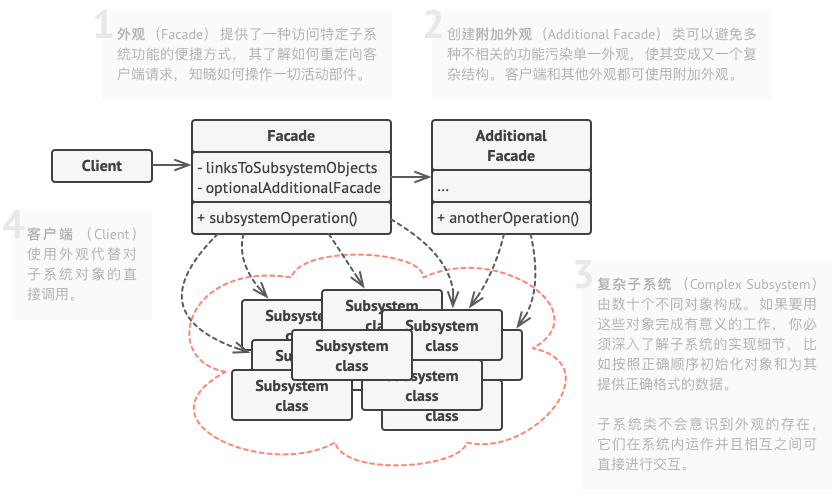 1
外观 （Facade） 提供了一种访问特定子系
统功能的便捷方式， 其了解如何重定向客
户端请求， 知晓如何操作一切活动部件。
2
创建附加外观 （Additional Facade） 类可以避免多
种不相关的功能污染单一外观， 使其变成又一个复
杂结构。 客户端和其他外观都可使用附加外观。
Client
Facade
- linksToSubsystemObjects
- optionalAdditionalFacade
+ subsystemOperation()
Additional
Facade
...
+ anotherOperation()
4
客户端 （Client）
使用外观代替对
子系统对象的直
接调用。
3
复杂子系统 （Complex Subsystem）
由数十个不同对象构成。 如果要用
这些对象完成有意义的工作， 你必
须深入了解子系统的实现细节， 比
如按照正确顺序初始化对象和为其
提供正确格式的数据。
子系统类不会意识到外观的存在，
它们在系统内运作并且相互之间可
直接进行交互。
Subsystem
Subsystem
class
Subsystem
class
Subsystem
class
Subsystem
class
class